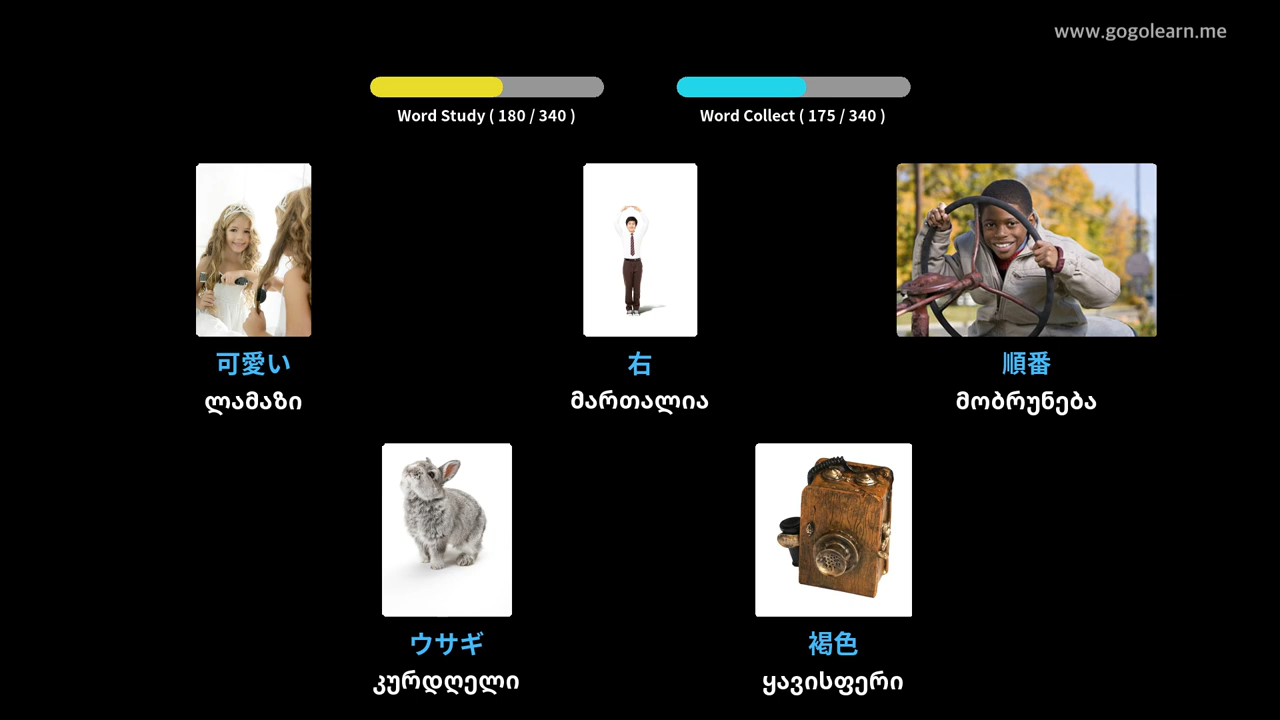 www.gogolearn.me
Word Study ( 180 / 340 )
Word Collect ( 175 / 340 )
可愛い
ლამაზი
右
მართალია
順番
მობრუნება
ウサギ
კურდღელი
褐色
ყავისფერი